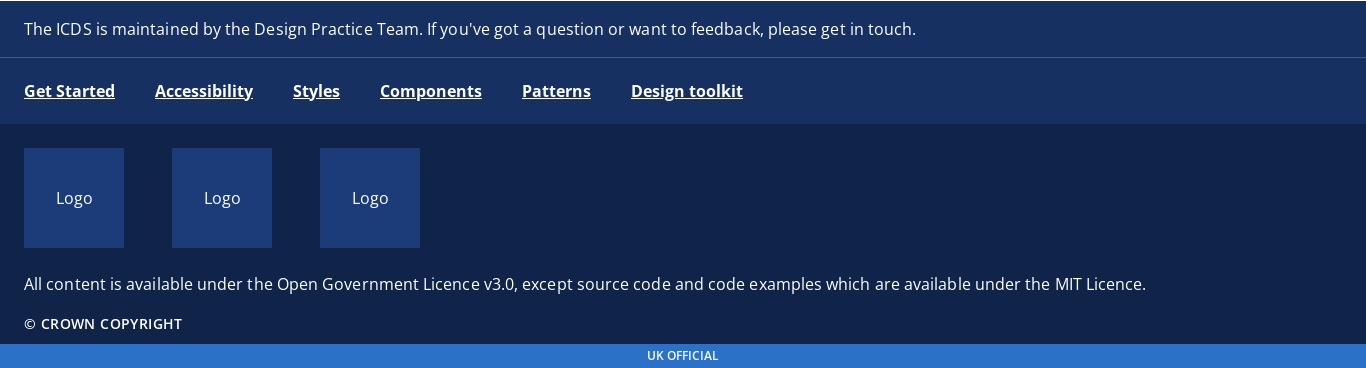 The ICDS is maintained by the Design Practice Team. If you've got a question or want to feedback, please get in touch.
Get Started Accessibility Styles Components Patterns Design toolkit
Logo Logo Logo
All content is available under the Open Government Licence v3.0, except source code and code examples which are available under the MIT Licence.
© CROWN COPYRIGHT
UK OFFICIAL